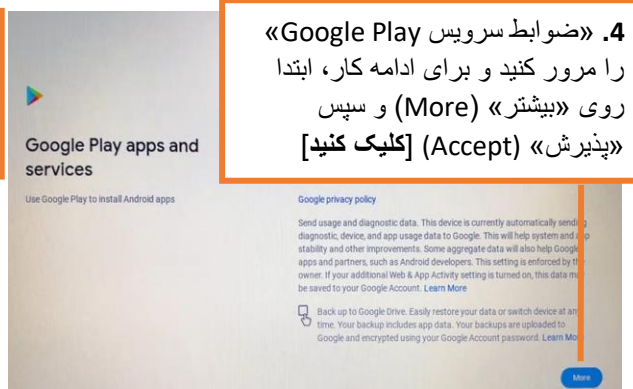 4. «ضوابط سرویس Google Play»
را مرور کنید و برای ادامه کار، ابتدا
روی «بیشتر» (More) و سپس
«پذیرش» (Accept) [کلیک کنید]
Google Play apps and
services
Use Google Play to install Android apps
Google privacy policy
Send usage and diagnostic data. This device is currently automatically sending
diagnostic, device, and app usage data to Google. This will help system and app
stability and other improvements. Some aggregate data will also help Google
apps and partners, such as Android developers. This setting is enforced by the
owner. If your additional Web & App Activity setting is turned on, this data may
be saved to your Google Account. Learn More
Back up to Google Drive. Easily restore your data or switch device at any
time. Your backup includes app data. Your backups are uploaded to
Google and encrypted using your Google Account password. Learn More
More